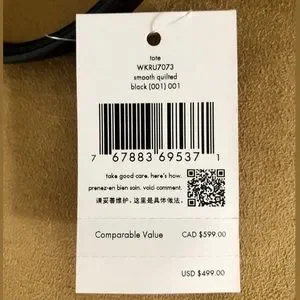 tote
WKRU7073
smooth quilted
black (001) 001
7 67883 69537 1
take good care. here's how.
prenez-en bien soin. voici comment.
请妥善维护, 这里是具体做法.
Comparable Value CAD $599.00
USD $499.00